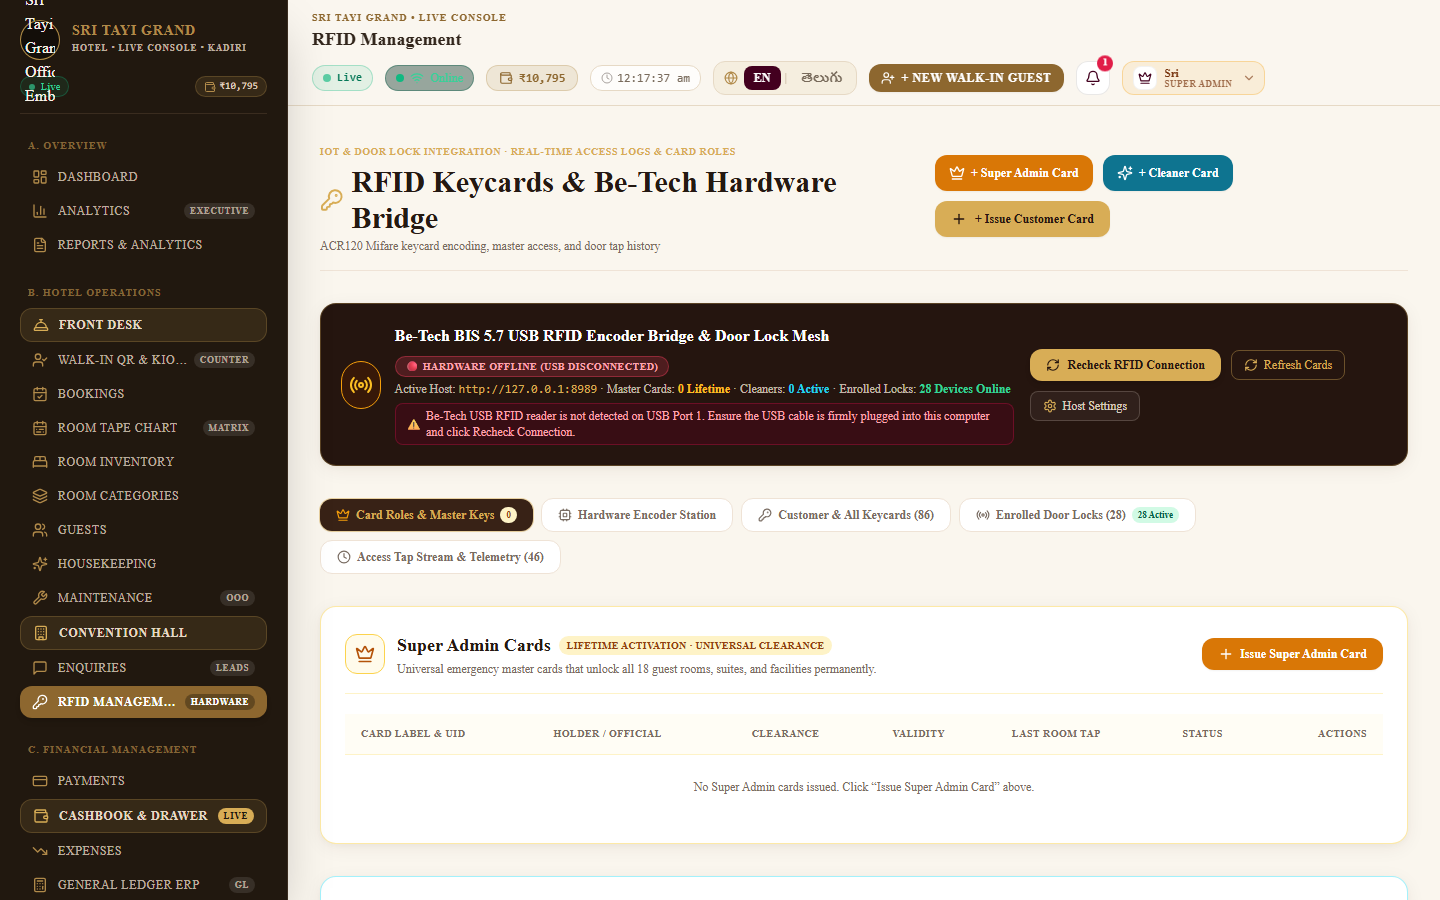 Sri
Tayi
Gran
Offic
Emb
SRI TAYI GRAND
HOTEL • LIVE CONSOLE • KADIRI
Live
₹10,795
A. OVERVIEW
DASHBOARD
ANALYTICS
EXECUTIVE
REPORTS & ANALYTICS
B. HOTEL OPERATIONS
FRONT DESK
WALK-IN QR & KIO...
COUNTER
BOOKINGS
ROOM TAPE CHART
MATRIX
ROOM INVENTORY
ROOM CATEGORIES
GUESTS
HOUSEKEEPING
MAINTENANCE
OOO
CONVENTION HALL
ENQUIRIES
LEADS
RFID MANAGEM...
HARDWARE
C. FINANCIAL MANAGEMENT
PAYMENTS
CASHBOOK & DRAWER
LIVE
EXPENSES
GENERAL LEDGER ERP
GL
SRI TAYI GRAND • LIVE CONSOLE
RFID Management
Live
₹10,795
12:17:37 am
EN
తెలుగు
+ NEW WALK-IN GUEST
1
Sri
SUPER ADMIN
IOT & DOOR LOCK INTEGRATION · REAL-TIME ACCESS LOGS & CARD ROLES
RFID Keycards & Be-Tech Hardware
Bridge
ACR120 Mifare keycard encoding, master access, and door tap history
+ Super Admin Card
+ Cleaner Card
+ Issue Customer Card
Be-Tech BIS 5.7 USB RFID Encoder Bridge & Door Lock Mesh
HARDWARE OFFLINE (USB DISCONNECTED)
Active Host: http://127.0.0.1:8989 · Master Cards: 0 Lifetime · Cleaners: 0 Active · Enrolled Locks: 28 Devices Online
Be-Tech USB RFID reader is not detected on USB Port 1. Ensure the USB cable is firmly plugged into this computer
and click Recheck Connection.
Recheck RFID Connection
Refresh Cards
Host Settings
Card Roles & Master Keys 0
Hardware Encoder Station
Customer & All Keycards (86)
Enrolled Door Locks (28) 28 Active
Access Tap Stream & Telemetry (46)
Super Admin Cards
LIFETIME ACTIVATION · UNIVERSAL CLEARANCE
Universal emergency master cards that unlock all 18 guest rooms, suites, and facilities permanently.
Issue Super Admin Card
CARD LABEL & UID
HOLDER / OFFICIAL
CLEARANCE
VALIDITY
LAST ROOM TAP
STATUS
ACTIONS
No Super Admin cards issued. Click “Issue Super Admin Card” above.